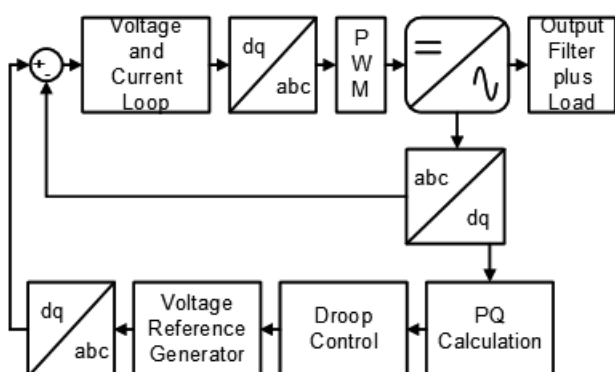 Voltage
and
Current
Loop
dq
abc
P
W
M
Output
Filter
plus
Load
+
-
abc
dq
dq
abc
Voltage
Reference
Generator
Droop
Control
PQ
Calculation